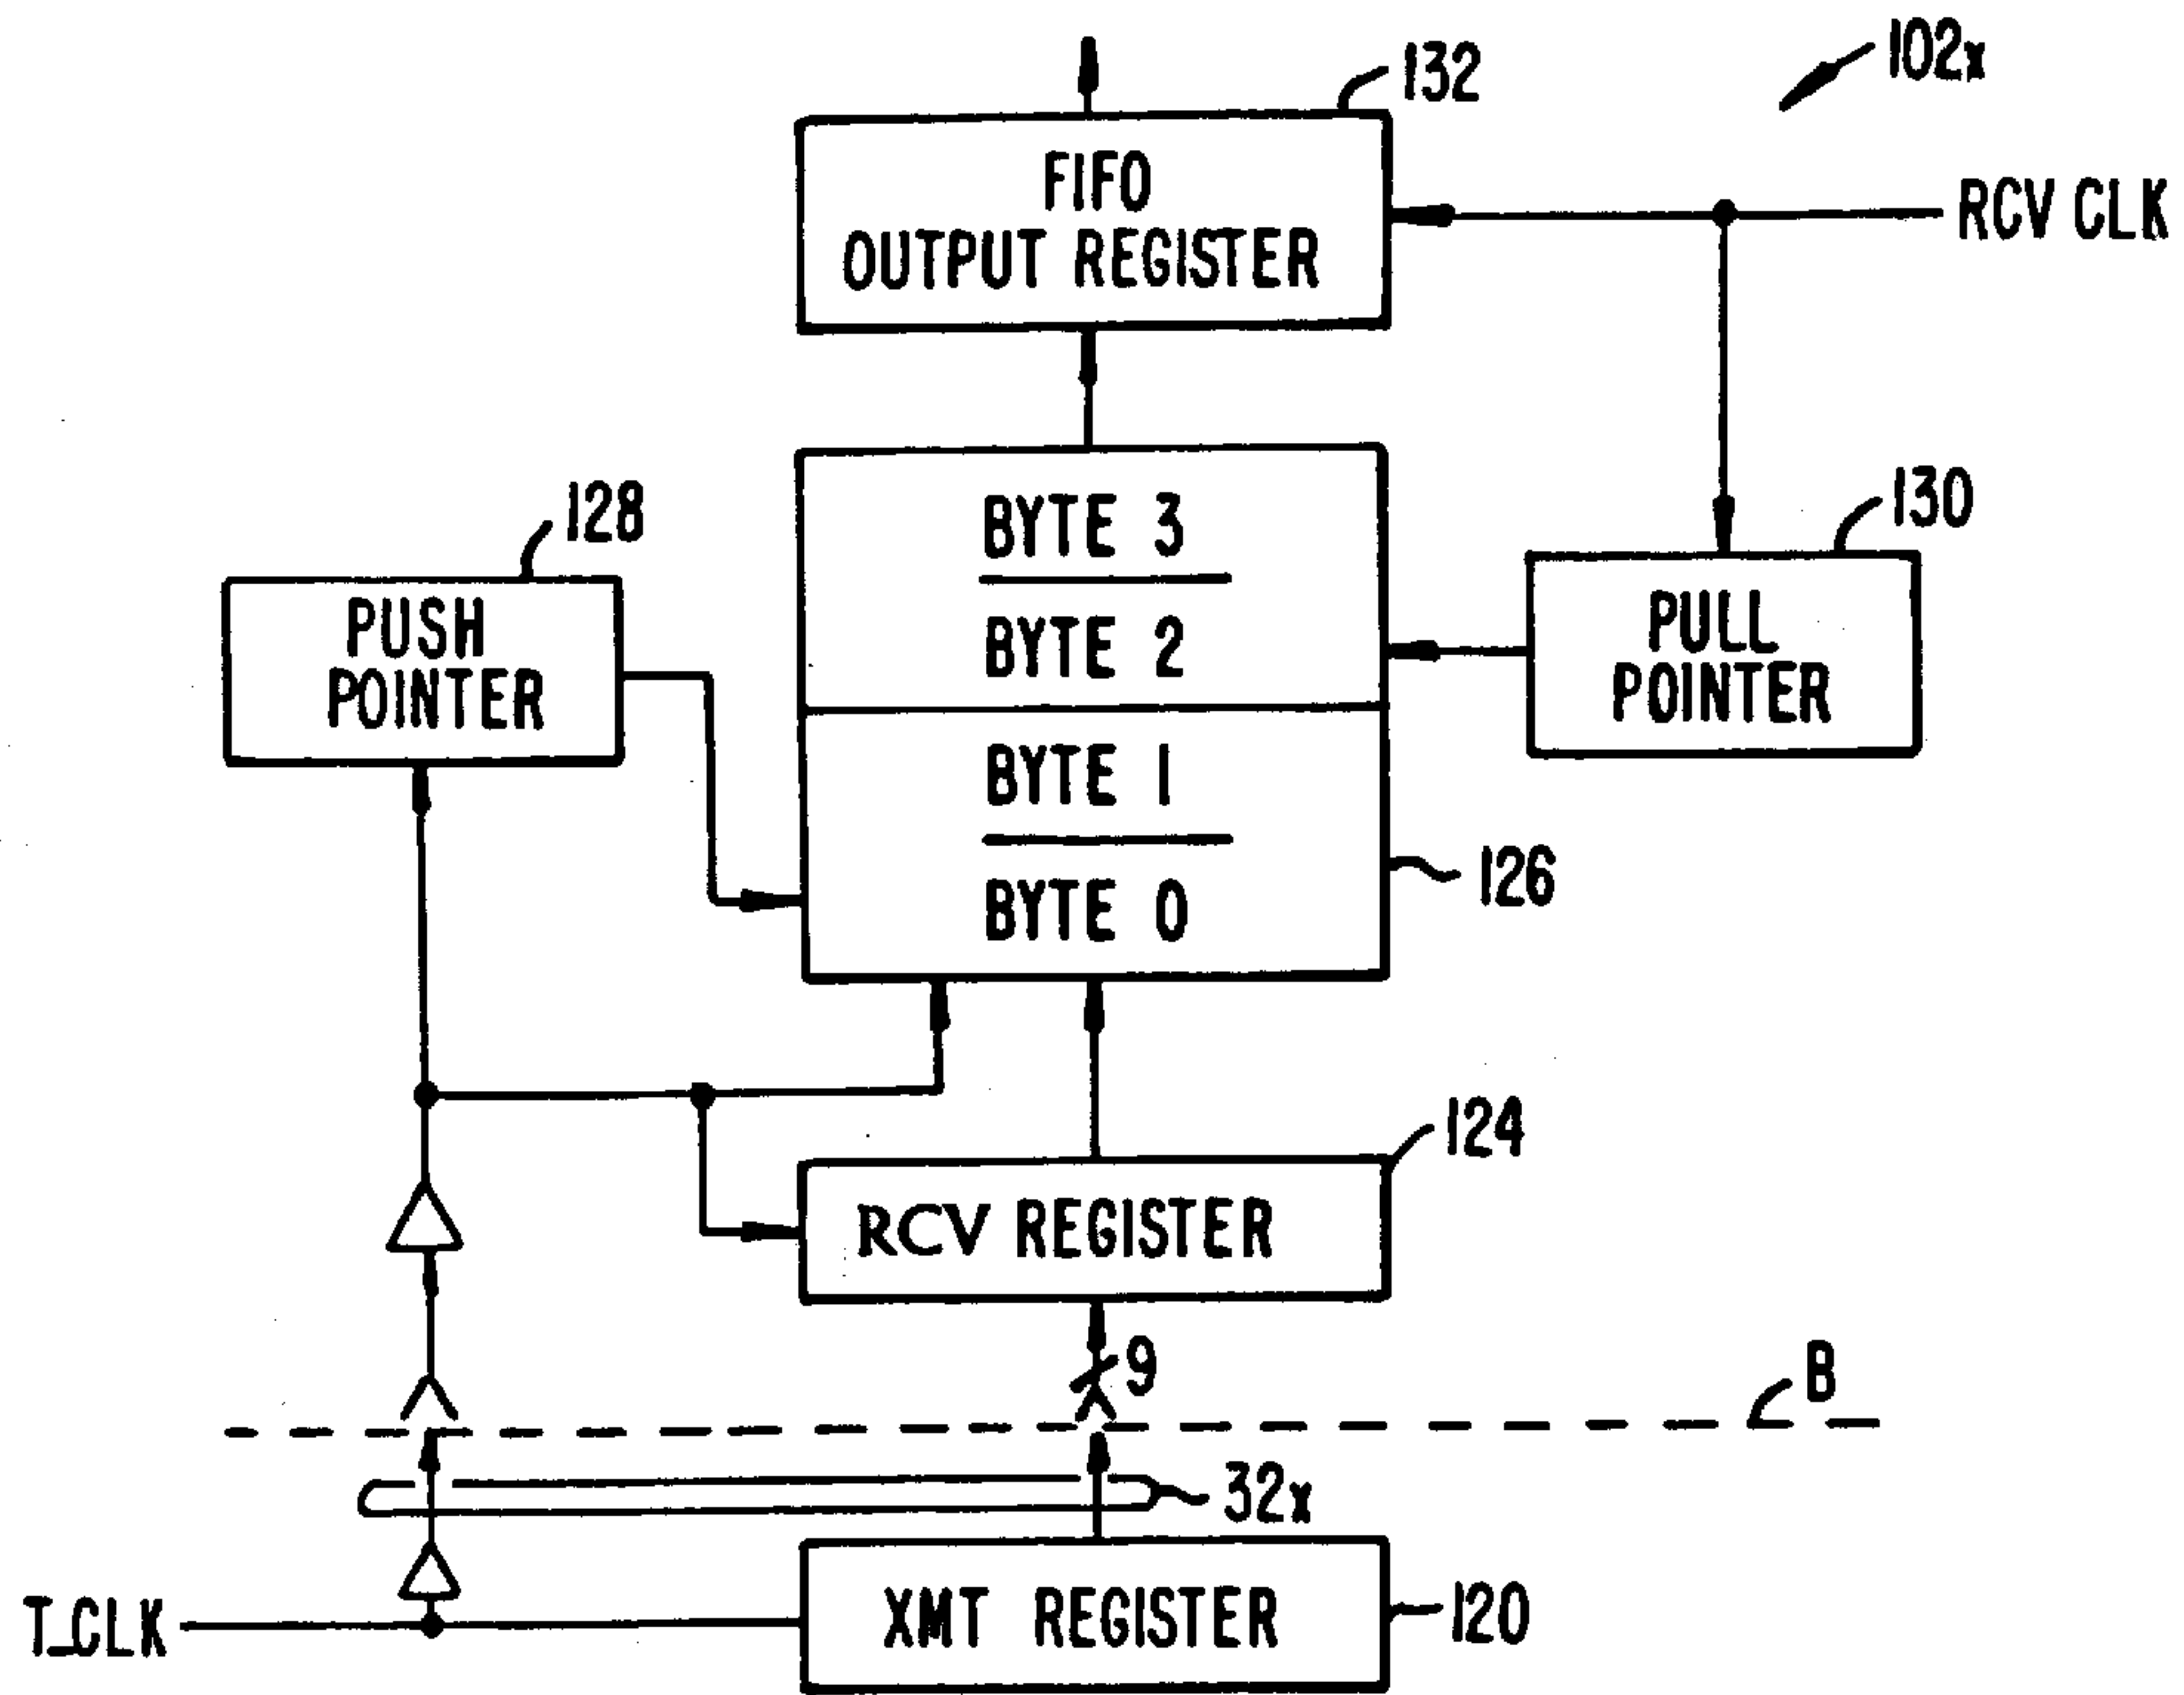 102x
132
FIFO
OUTPUT REGISTER
RCV CLK
128
PUSH
POINTER
BYTE 3
BYTE 2
BYTE 1
BYTE 0
130
PULL
POINTER
126
124
RCV REGISTER
9
B
32x
T_CLK
XMT REGISTER
120